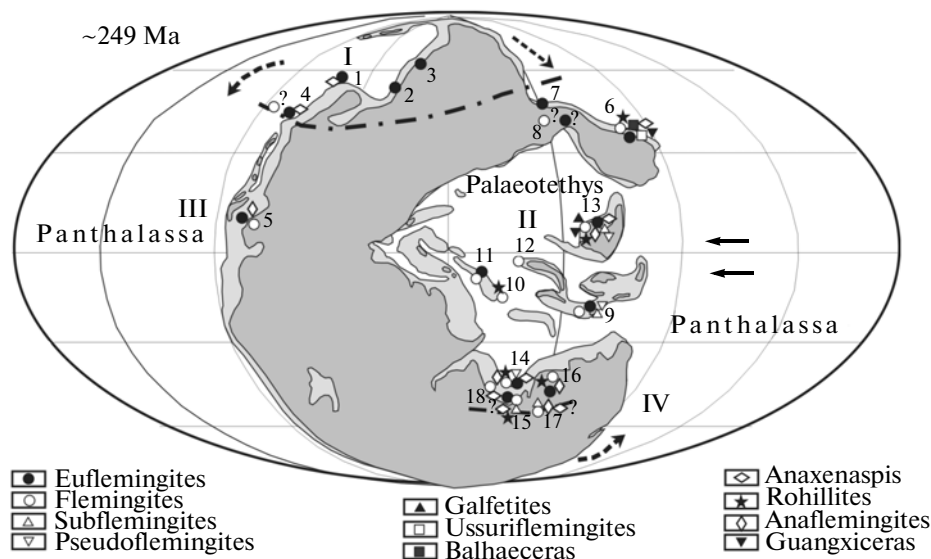 ~249 Ma
I
1
3
2
? 4
7
? ?
8
6
III
5
Panthalassa
Palaeotethys
II
13
12
11
10
9
Panthalassa
14
16
18
? ?
15
17
IV
Euflemingites
Flemingites
Subflemingites
Pseudoflemingites
Galfetites
Ussuriflemingites
Balhaeceras
Anaxenaspis
Rohillites
Anaflemingites
Guangxiceras